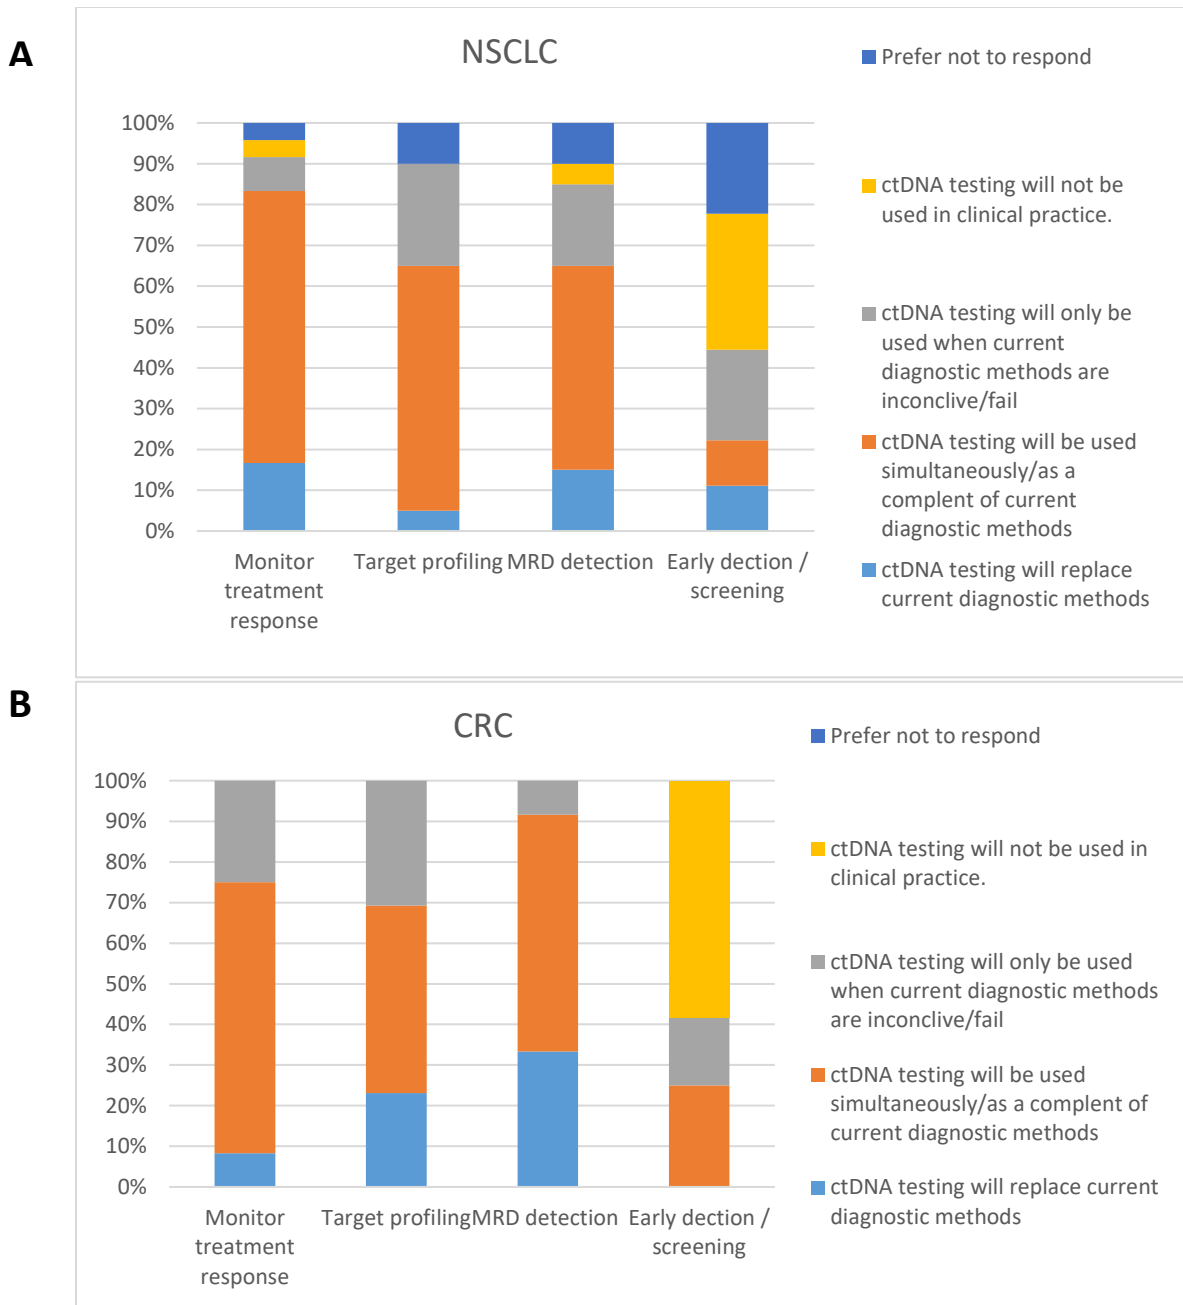 A
NSCLC
100%
90%
80%
70%
60%
50%
40%
30%
20%
10%
0%
Monitor
treatment
response
Target profiling
MRD detection
Early dection /
screening
Prefer not to respond
ctDNA testing will not be
used in clinical practice.
ctDNA testing will only be
used when current
diagnostic methods are
inconclive/fail
ctDNA testing will be used
simultaneously/as a
complent of current
diagnostic methods
ctDNA testing will replace
current diagnostic methods
B
CRC
100%
90%
80%
70%
60%
50%
40%
30%
20%
10%
0%
Monitor
treatment
response
Target profiling
MRD detection
Early dection /
screening
Prefer not to respond
ctDNA testing will not be used in
clinical practice.
ctDNA testing will only be used
when current diagnostic methods
are inconclive/fail
ctDNA testing will be used
simultaneously/as a complent of
current diagnostic methods
ctDNA testing will replace current
diagnostic methods